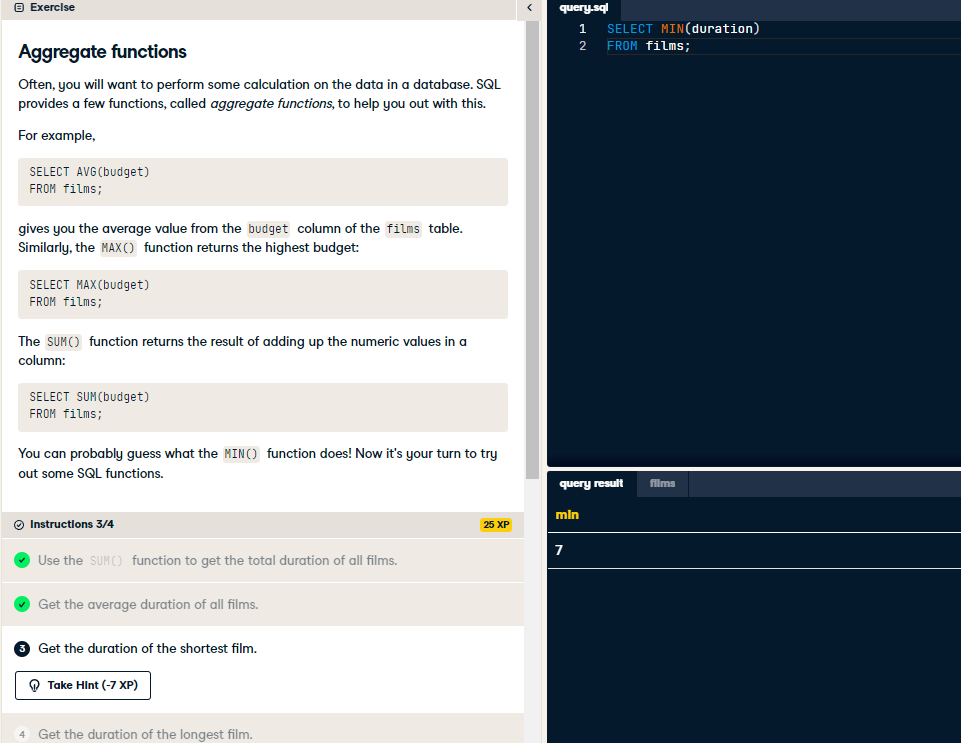 Exercise
Aggregate functions
Often, you will want to perform some calculation on the data in a database. SQL
provides a few functions, called aggregate functions, to help you out with this.
For example,
SELECT AVG(budget)
FROM films;
gives you the average value from the budget column of the films table.
Similarly, the MAX() function returns the highest budget:
SELECT MAX(budget)
FROM films;
The SUM() function returns the result of adding up the numeric values in a
column:
SELECT SUM(budget)
FROM films;
You can probably guess what the MIN() function does! Now it's your turn to try
out some SQL functions.
Instructions 3/4
25 XP
Use the SUM() function to get the total duration of all films.
Get the average duration of all films.
3 Get the duration of the shortest film.
Take Hint (-7 XP)
4 Get the duration of the longest film.
query.sql
1 SELECT MIN(duration)
2 FROM films;
query result films
min
7